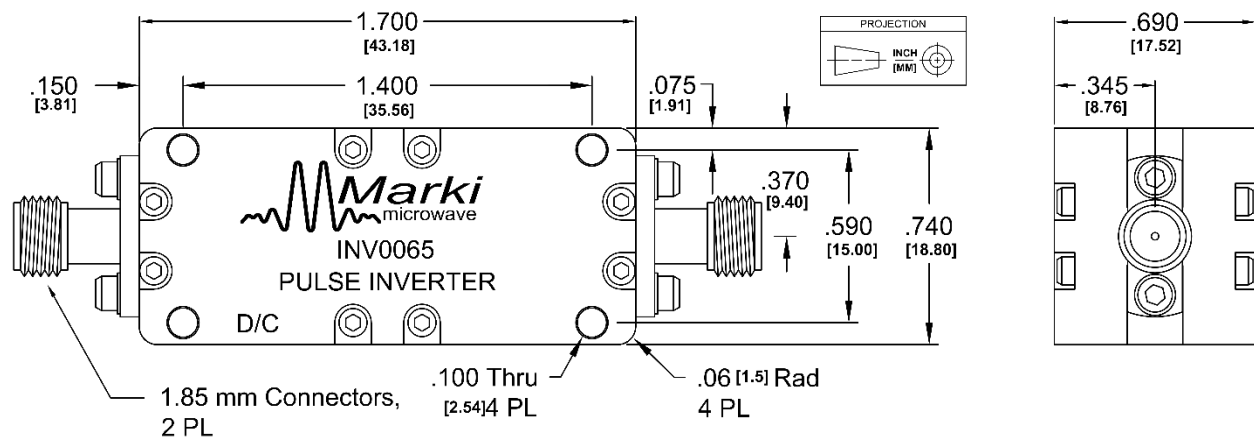 1.700
[43.18]
PROJECTION
INCH
[MM]
.690
[17.52]
.150
[3.81]
1.400
[35.56]
.075
[1.91]
.345
[8.76]
Marki
microwave
.370
[9.40]
.590
[15.00]
.740
[18.80]
INV0065
PULSE INVERTER
D/C
1.85 mm Connectors,
2 PL
.100 Thru
[2.54]4 PL
.06 [1.5] Rad
4 PL